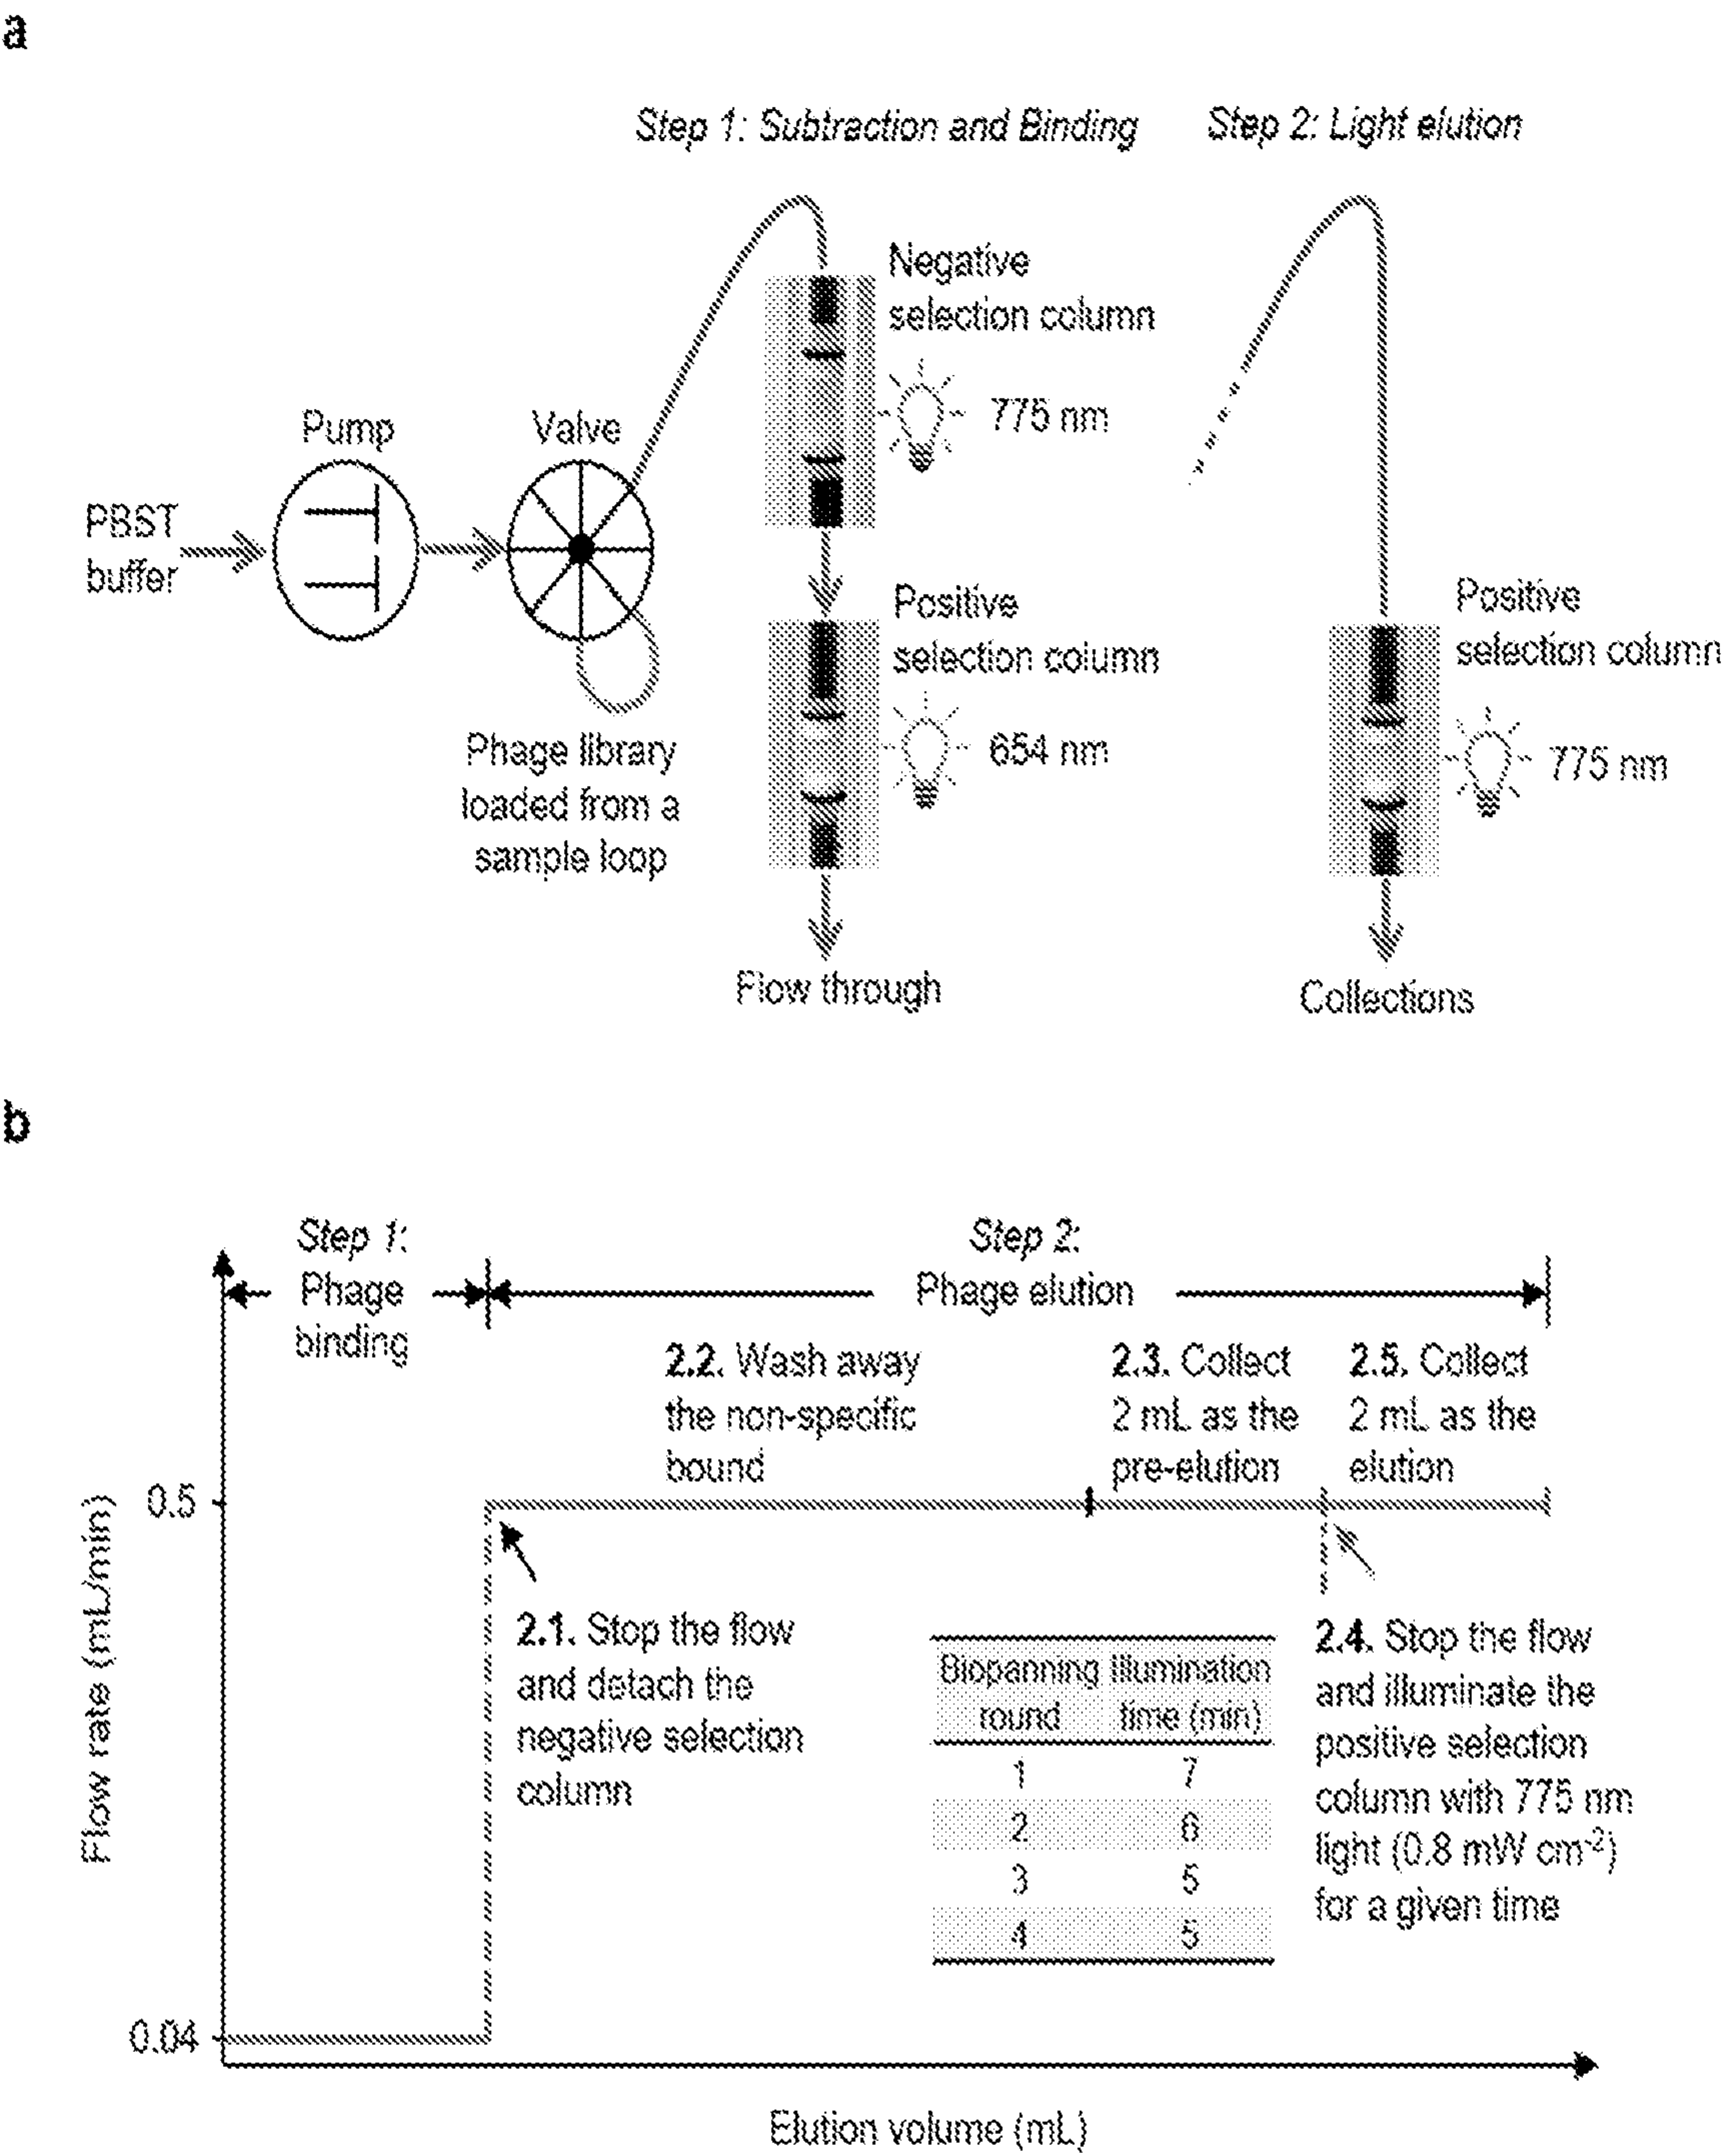 a
Step 1: Subtraction and Binding
Step 2: Light elution
Negative
selection column
775 nm
Pump
Valve
PBST
buffer
Positive
selection column
654 nm
Positive
selection column
775 nm
Phage library
loaded from a
sample loop
Flow through
Collections
b
Step 1:
Phage
binding
Step 2:
Phage elution
2.2. Wash away
the non-specific
bound
2.3. Collect
2 mL as the
pre-elution
2.5. Collect
2 mL as the
elution
0.5
Flow rate (mL/min)
2.1. Stop the flow
and detach the
negative selection
column
Biopanning Illumination
round time (min)
1 7
2 6
3 5
4 5
2.4. Stop the flow
and illuminate the
positive selection
column with 775 nm
light (0.8 mW cm-2)
for a given time
0.04
Elution volume (mL)